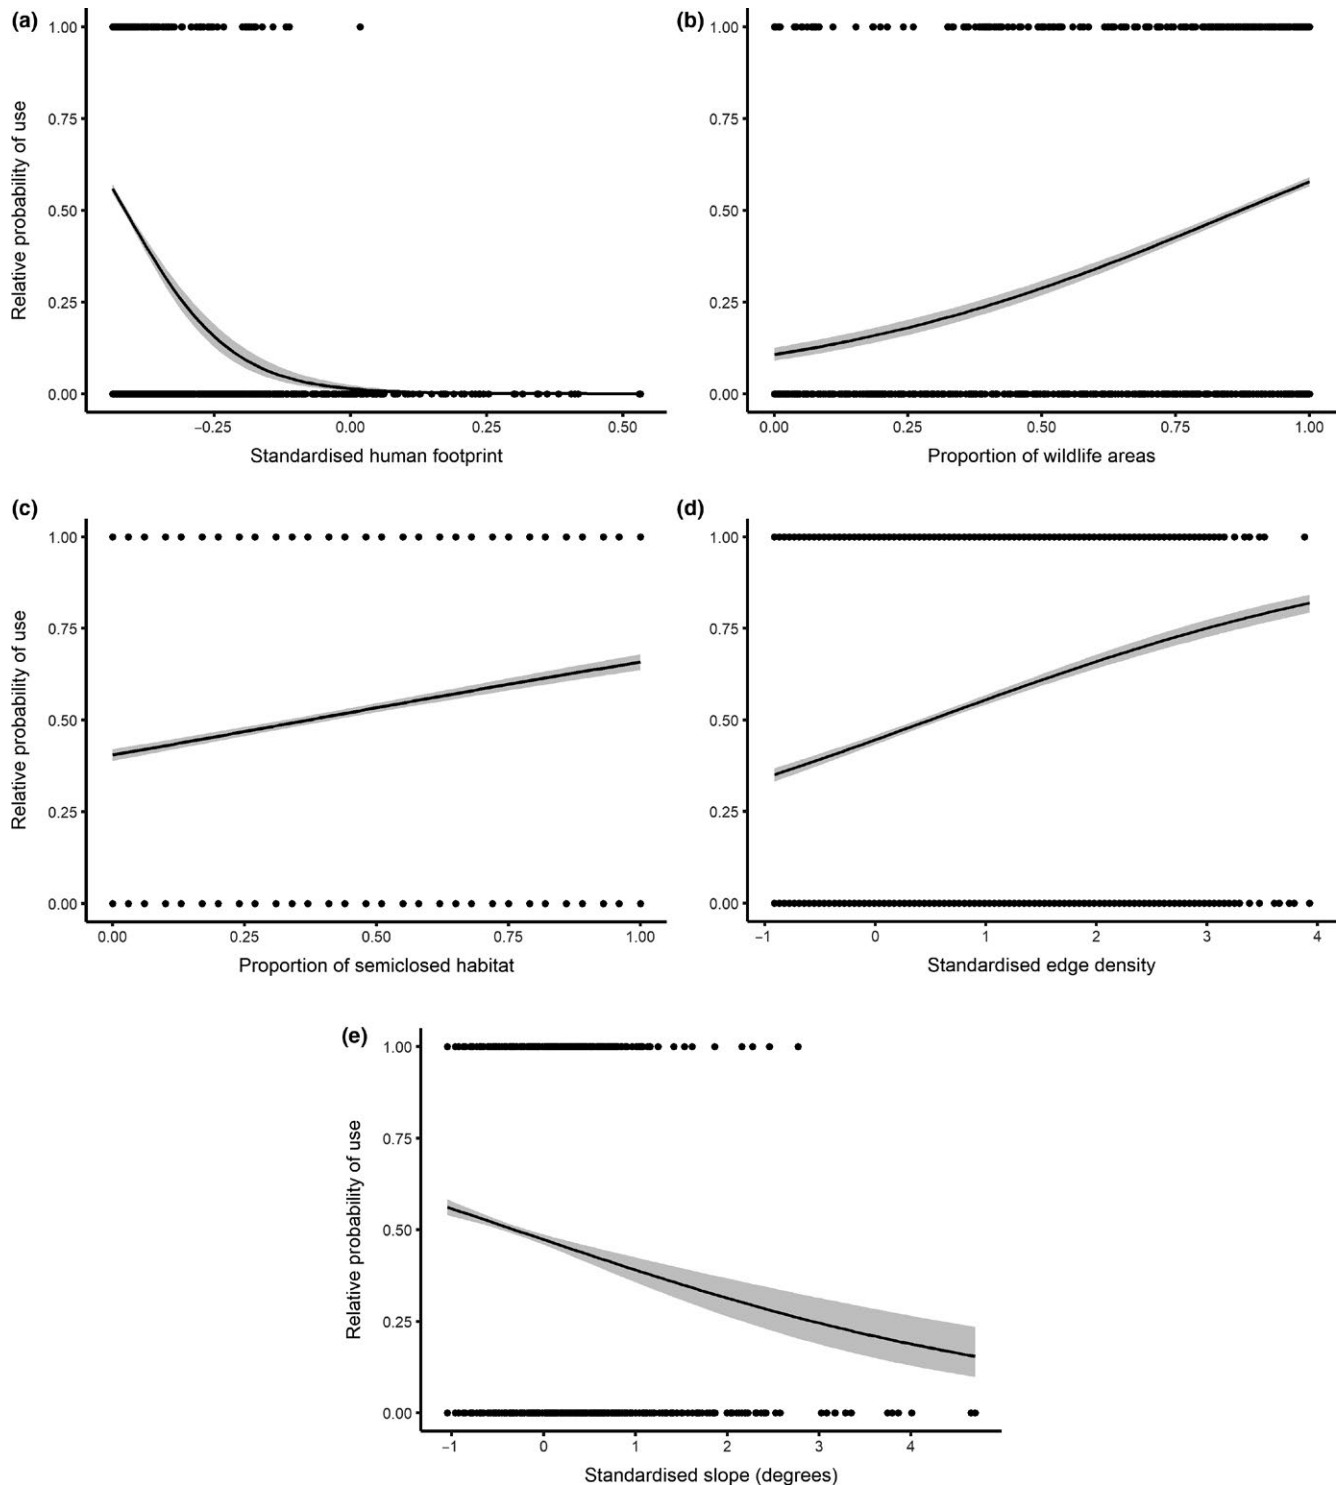 (a)
Relative probability of use
1.00
0.75
0.50
0.25
0.00
−0.25 0.00 0.25 0.50
Standardised human footprint
(b)
1.00
0.75
0.50
0.25
0.00
0.00 0.25 0.50 0.75 1.00
Proportion of wildlife areas
(c)
Relative probability of use
1.00
0.75
0.50
0.25
0.00
0.00 0.25 0.50 0.75 1.00
Proportion of semiclosed habitat
(d)
1.00
0.75
0.50
0.25
0.00
−1 0 1 2 3 4
Standardised edge density
(e)
Relative probability of use
1.00
0.75
0.50
0.25
0.00
−1 0 1 2 3 4
Standardised slope (degrees)